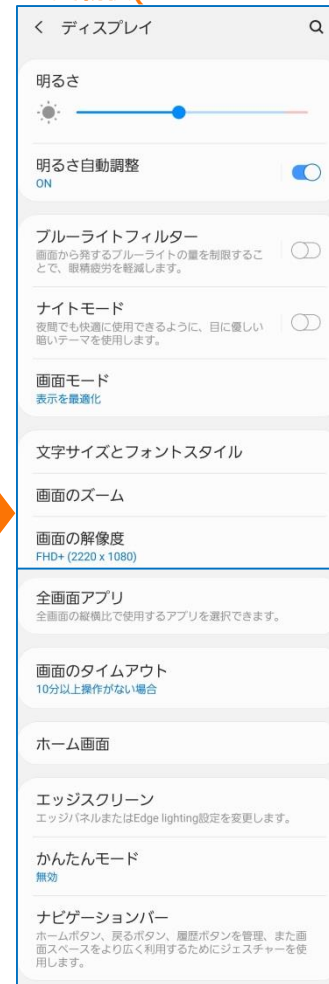 ディスプレイ
明るさ
明るさ自動調整
ON
ブルーライトフィルター
画面から発するブルーライトの量を制限するこ
とで、眼精疲労を軽減します。
ナイトモード
夜間でも快適に使用できるように、目に優しい
暗いテーマを使用します。
画面モード
表示を最適化
文字サイズとフォントスタイル
画面のズーム
画面の解像度
FHD+ (2220 x 1080)
全画面アプリ
全画面の縦横比で使用するアプリを選択できます。
画面のタイムアウト
10分以上操作がない場合
ホーム画面
エッジスクリーン
エッジパネルまたはEdge lighting設定を変更します。
かんたんモード
無効
ナビゲーションバー
ホームボタン、戻るボタン、履歴ボタンを管理、また画
面スペースをより広く利用するためにジェスチャーを使
用します。